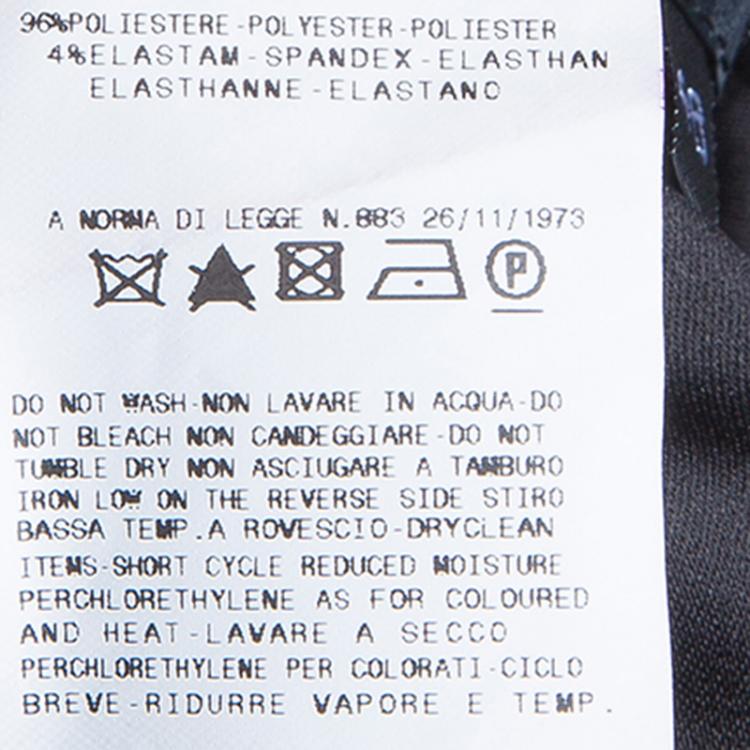 96%POLIESTERE-POLYESTER-POLIESTER
4%ELASTAM-SPANDEX-ELASTHAN
ELASTHANNE-ELASTANO
A NORMA DI LEGGE N.883 26/11/1973
P
DO NOT WASH-NON LAVARE IN ACQUA-DO
NOT BLEACH NON CANDEGGIARE-DO NOT
TUMBLE DRY NON ASCIUGARE A TAMBURO
IRON LOW ON THE REVERSE SIDE STIRO
BASSA TEMP.A ROVESCIO-DRYCLEAN
ITEMS-SHORT CYCLE REDUCED MOISTURE
PERCHLORETHYLENE AS FOR COLOURED
AND HEAT-LAVARE A SECCO
PERCHLORETHYLENE PER COLORATI-CICLO
BREVE-RIDURRE VAPORE E TEMP.